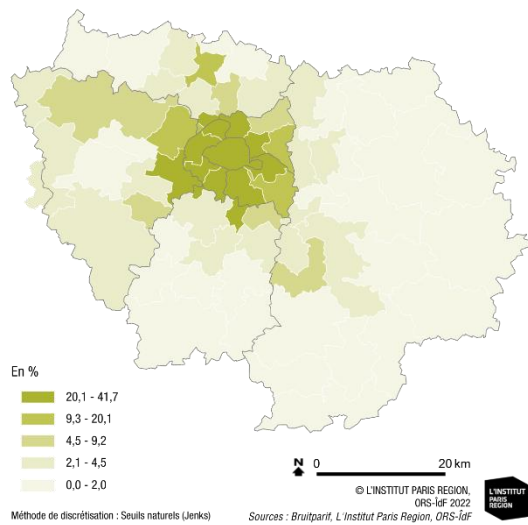 En %
20,1 - 41,7
9,3 - 20,1
4,5 - 9,2
2,1 - 4,5
0,0 - 2,0
Méthode de discrétisation : Seuils naturels (Jenks)
N 0 20 km
© L'INSTITUT PARIS REGION,
ORS-ÎdF 2022
Sources : Bruitparif, L'Institut Paris Region, ORS-ÎdF
L'INSTITUT
PARIS
REGION